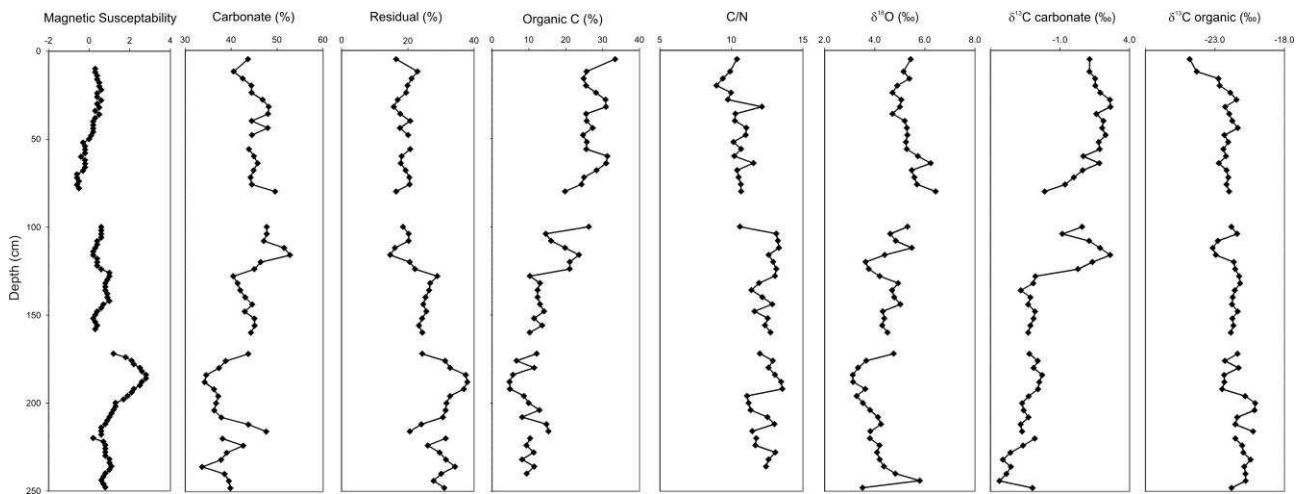 Magnetic Susceptability Carbonate (%) Residual (%) Organic C (%) C/N δ18O (‰) δ13C carbonate (‰) δ13C organic (‰)
-2 0 2 4 30 40 50 60 0 20 40 0 10 20 30 40 5 10 15 2.0 4.0 6.0 8.0 -1.0 4.0 -23.0 -18.0
0
50
100
Depth (cm)
150
200
250